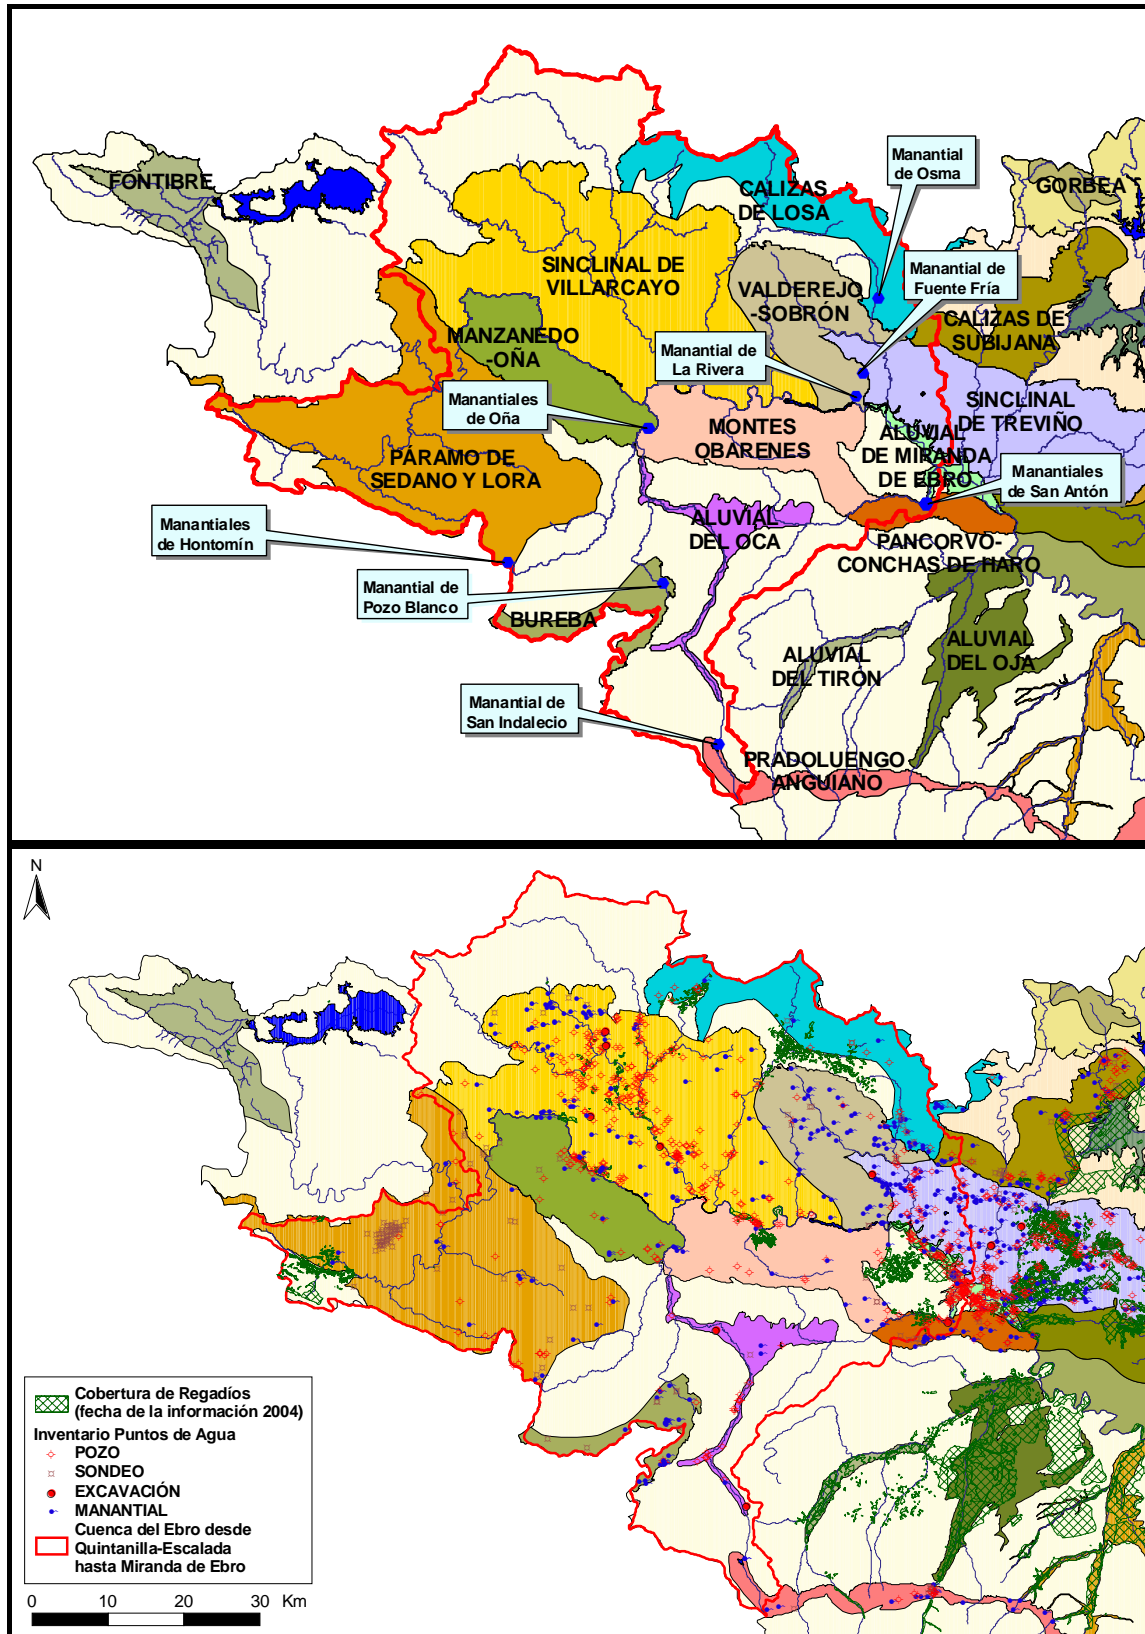 FONTIBRE
CALIZAS
DE LOSA
Manantial
de Osma
GORBEA
SINCLINAL DE
VILLARCAYO
VALDEREJO
-SOBRÓN
Manantial de
Fuente Fría
CALIZAS DE
SUBIJANA
MANZANEDO
-OÑA
Manantial de
La Rivera
Manantiales
de Oña
SINCLINAL
DE TREVIÑO
MONTES
OBARENES
ALUVIAL
DE MIRANDA
DE EBRO
PÁRAMO DE
SEDANO Y LORA
Manantiales
de San Antón
Manantiales
de Hontomín
ALUVIAL
DEL OCA
PANCORVO-
CONCHAS DE HARO
Manantial de
Pozo Blanco
BUREBA
ALUVIAL
DEL TIRÓN
ALUVIAL
DEL OJA
Manantial de
San Indalecio
PRADOLUENGO
ANGUIANO
N
Cobertura de Regadíos
(fecha de la información 2004)
Inventario Puntos de Agua
POZO
SONDEO
EXCAVACIÓN
MANANTIAL
Cuenca del Ebro desde
Quintanilla-Escalada
hasta Miranda de Ebro
0 10 20 30 Km